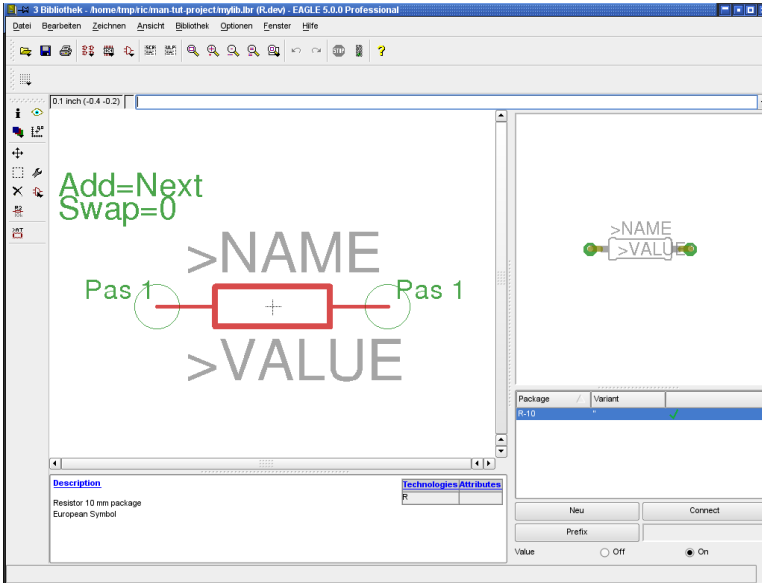 3 Bibliothek - /home/tmp/ric/man-tut-project/mylib.lbr (R.dev) - EAGLE 5.0.0 Professional
Datei Bearbeiten Zeichnen Ansicht Bibliothek Optionen Fenster Hilfe
SCR ULP STOP ?
0.1 inch (-0.4 -0.2)
Add=Next
Swap=0
>NAME
Pas 1 Pas 1
>VALUE
>NAME
>VALUE
Package Variant
R-10 ''
Description
Resistor 10 mm package
European Symbol
Technologies Attributes
R
Neu Connect
Prefix
Value Off On